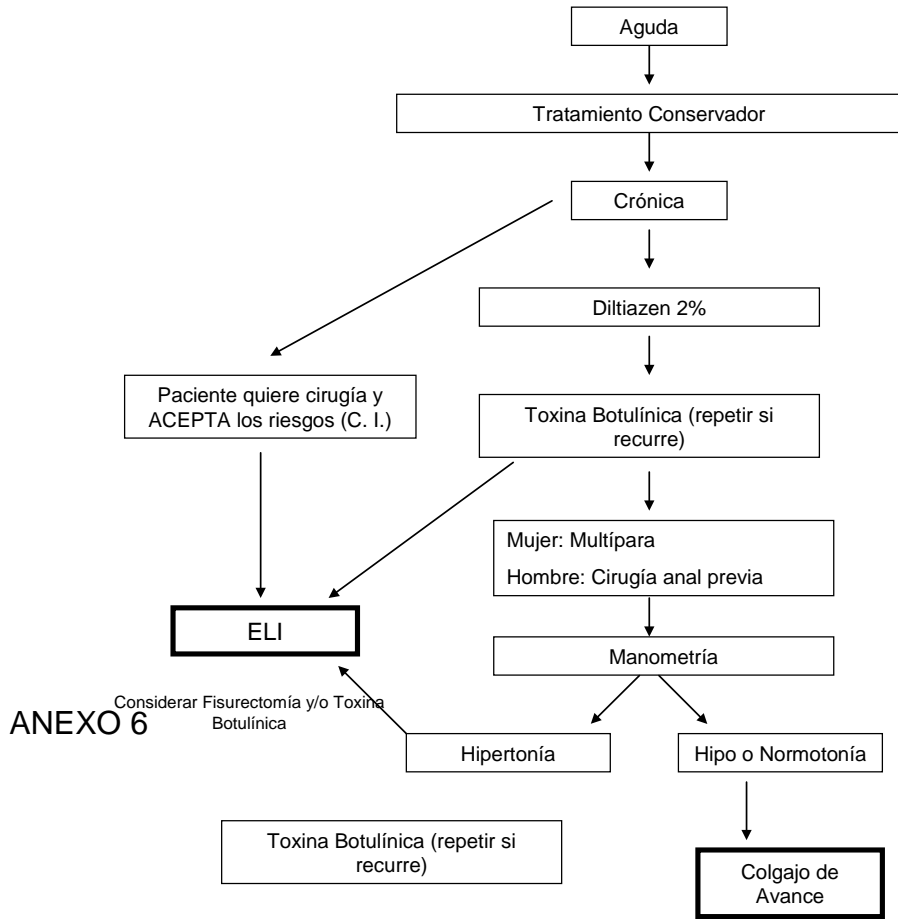 Aguda
Tratamiento Conservador
Crónica
Diltiazen 2%
Paciente quiere cirugía y
ACEPTA los riesgos (C. I.)
Toxina Botulínica (repetir si
recurre)
Mujer: Multípara
Hombre: Cirugía anal previa
ELI
Manometría
Considerar Fisurectomía y/o Toxina
Botulínica
ANEXO 6
Hipertonía
Hipo o Normotonía
Toxina Botulínica (repetir si
recurre)
Colgajo de
Avance